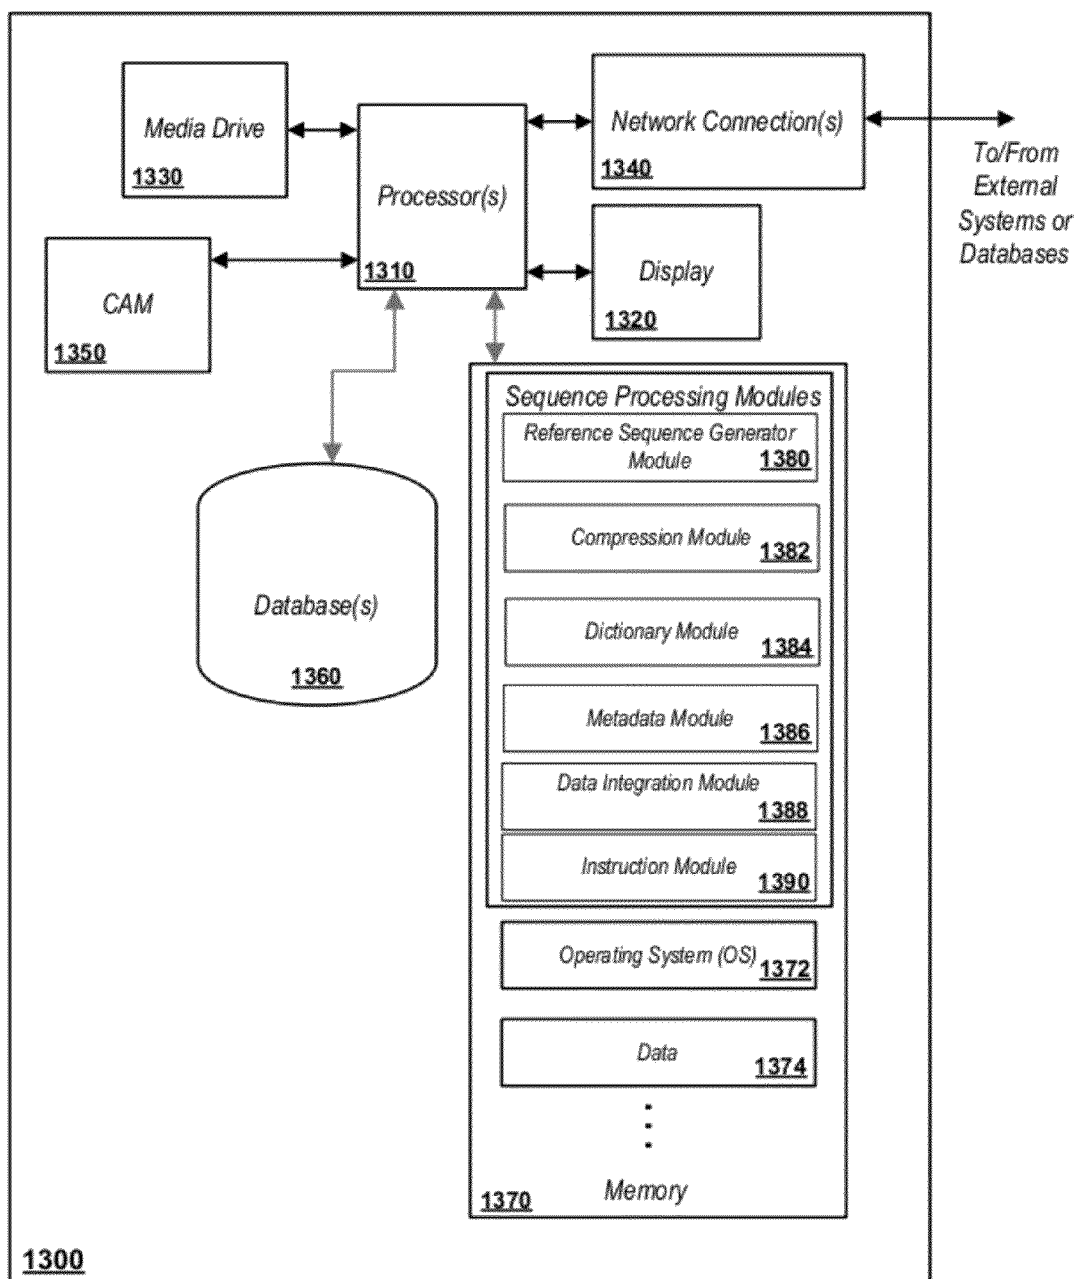 Media Drive
1330
Processor(s)
1310
Network Connection(s)
1340
To/From
External
Systems or
Databases
CAM
1350
Display
1320
Sequence Processing Modules
Reference Sequence Generator
Module
1380
Compression Module
1382
Dictionary Module
1384
Metadata Module
1386
Data Integration Module
1388
Instruction Module
1390
Database(s)
1360
Operating System (OS)
1372
Data
1374
Memory
1370
1300